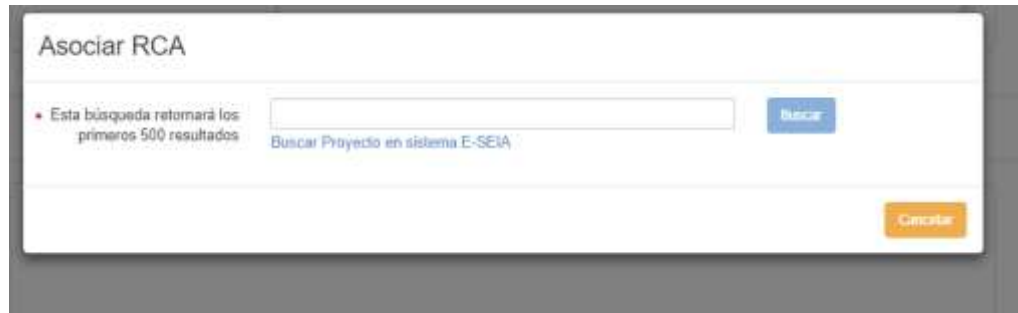 Asociar RCA
* Esta búsqueda retornará los
primeros 500 resultados
Buscar
Buscar Proyecto en sistema E-SEIA
Cancelar